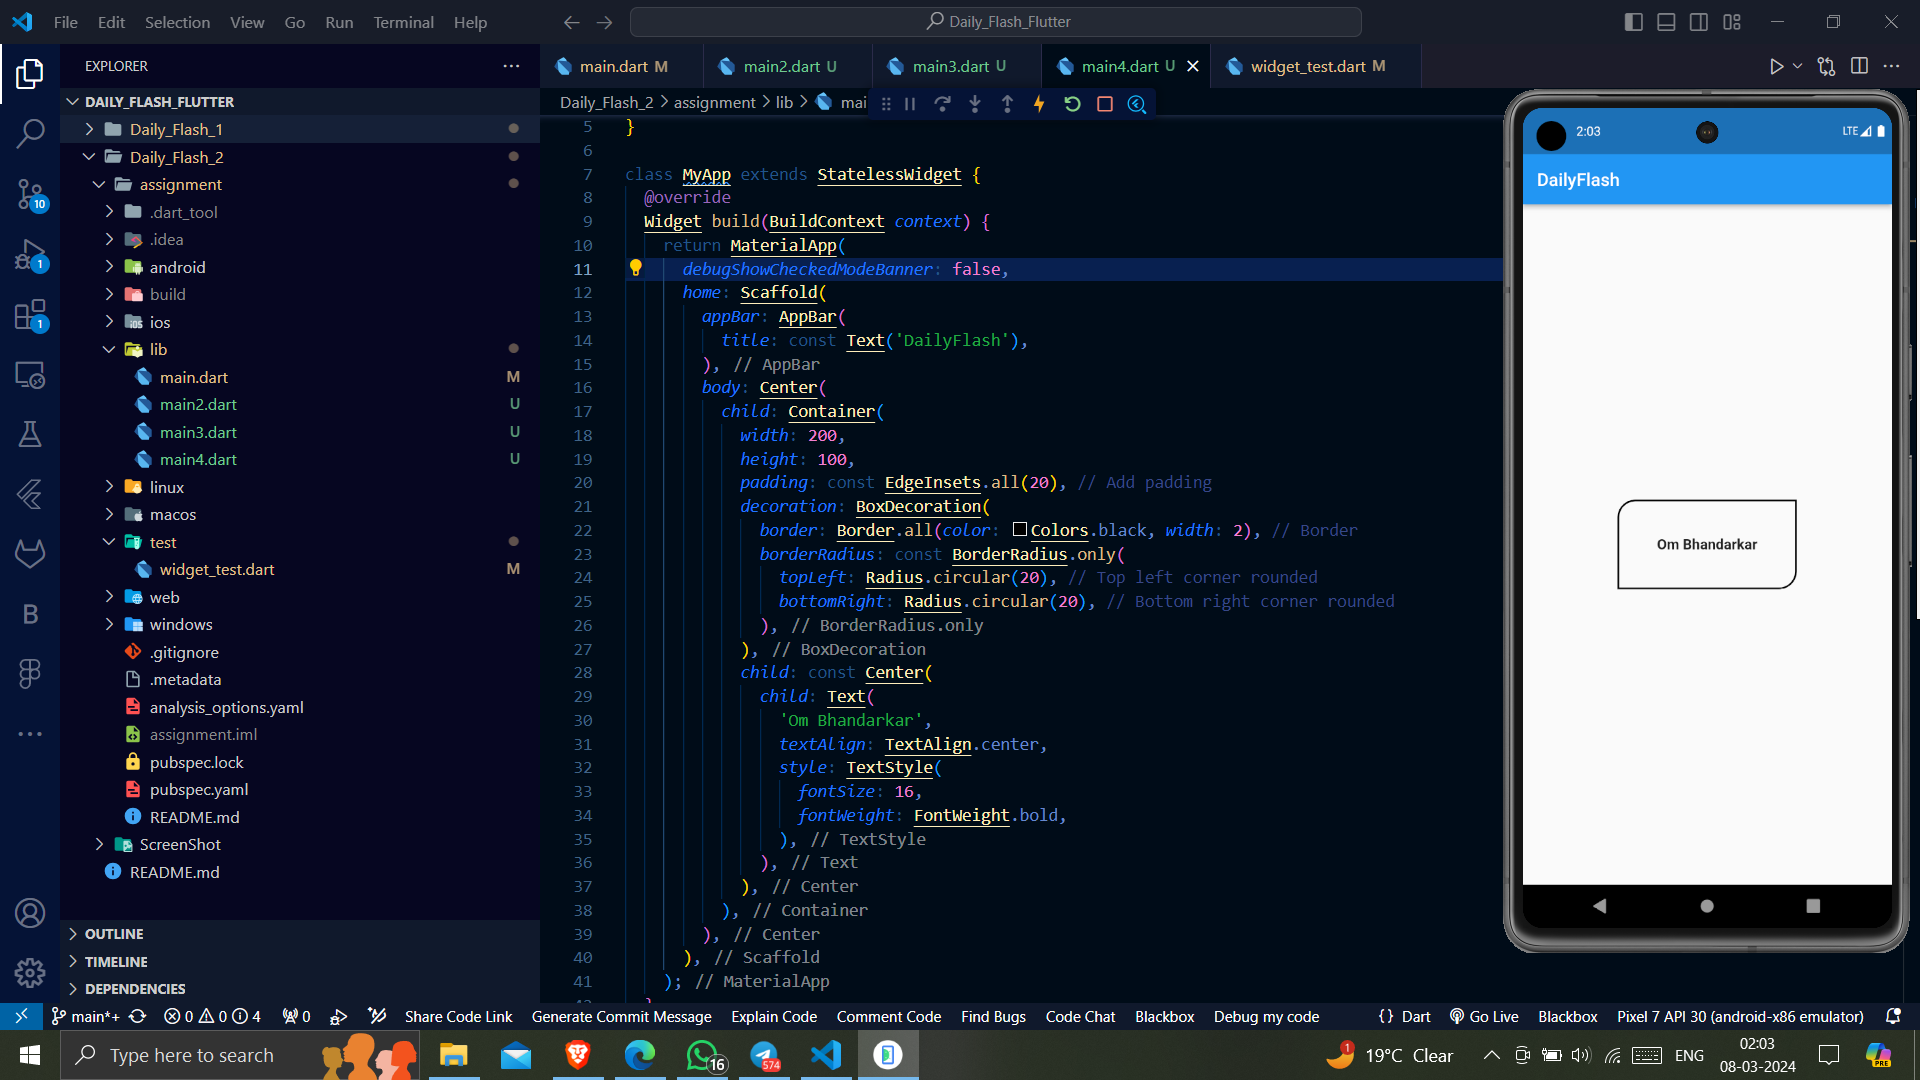 File Edit Selection View Go Run Terminal Help
Daily_Flash_Flutter
EXPLORER
DAILY_FLASH_FLUTTER
Daily_Flash_1
Daily_Flash_2
assignment
.dart_tool
.idea
android
build
ios
lib
main.dart M
main2.dart U
main3.dart U
main4.dart U
linux
macos
test
widget_test.dart M
web
windows
.gitignore
.metadata
analysis_options.yaml
assignment.iml
pubspec.lock
pubspec.yaml
README.md
ScreenShot
README.md
OUTLINE
TIMELINE
DEPENDENCIES
10
1
1
main.dart M main2.dart U main3.dart U main4.dart U widget_test.dart M
Daily_Flash_2 > assignment > lib > mai
5 }
6
7 class MyApp extends StatelessWidget {
8 @override
9 Widget build(BuildContext context) {
10 return MaterialApp(
11 debugShowCheckedModeBanner: false,
12 home: Scaffold(
13 appBar: AppBar(
14 title: const Text('DailyFlash'),
15 ), // AppBar
16 body: Center(
17 child: Container(
18 width: 200,
19 height: 100,
20 padding: const EdgeInsets.all(20), // Add padding
21 decoration: BoxDecoration(
22 border: Border.all(color: Colors.black, width: 2), // Border
23 borderRadius: const BorderRadius.only(
24 topLeft: Radius.circular(20), // Top left corner rounded
25 bottomRight: Radius.circular(20), // Bottom right corner rounded
26 ), // BorderRadius.only
27 ), // BoxDecoration
28 child: const Center(
29 child: Text(
30 'Om Bhandarkar',
31 textAlign: TextAlign.center,
32 style: TextStyle(
33 fontSize: 16,
34 fontWeight: FontWeight.bold,
35 ), // TextStyle
36 ), // Text
37 ), // Center
38 ), // Container
39 ), // Center
40 ), // Scaffold
41 ); // MaterialApp
2:03 LTE
DailyFlash
Om Bhandarkar
main*+ 0 0 4 0 Share Code Link Generate Commit Message Explain Code Comment Code Find Bugs Code Chat Blackbox Debug my code {} Dart Go Live Blackbox Pixel 7 API 30 (android-x86 emulator)
Type here to search 16 574 1 19°C Clear ENG 02:03
08-03-2024
PRE